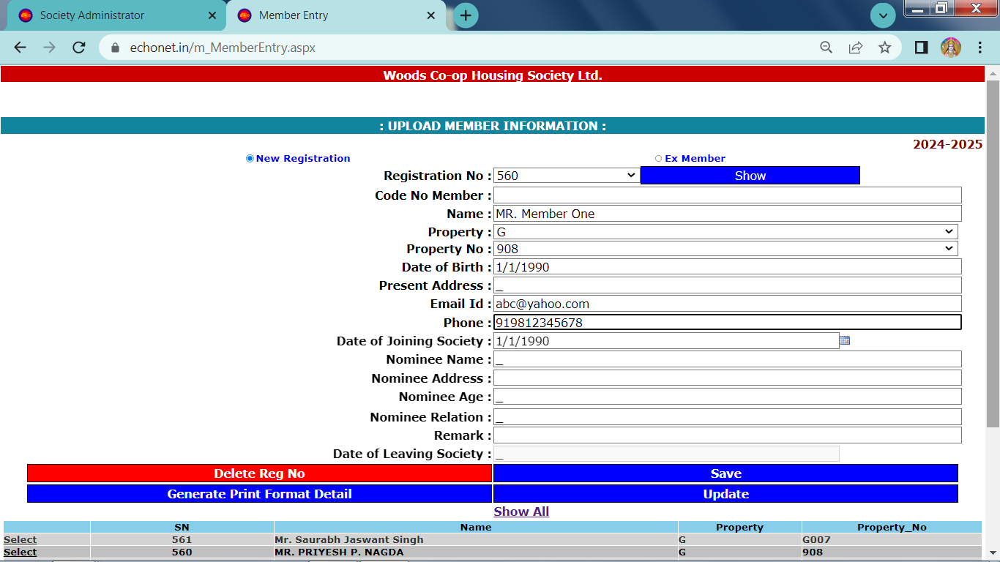 Society Administrator
Member Entry
echonet.in/m_MemberEntry.aspx
Woods Co-op Housing Society Ltd.
: UPLOAD MEMBER INFORMATION :
2024-2025
New Registration Ex Member
Registration No : 560 Show
Code No Member :
Name : MR. Member One
Property : G
Property No : 908
Date of Birth : 1/1/1990
Present Address : _
Email Id : abc@yahoo.com
Phone : 919812345678
Date of Joining Society : 1/1/1990
Nominee Name : _
Nominee Address :
Nominee Age : _
Nominee Relation : _
Remark :
Date of Leaving Society : _
Delete Reg No Save
Generate Print Format Detail Update
Show All
SN Name Property Property_No
Select 561 Mr. Saurabh Jaswant Singh G G007
Select 560 MR. PRIYESH P. NAGDA G 908